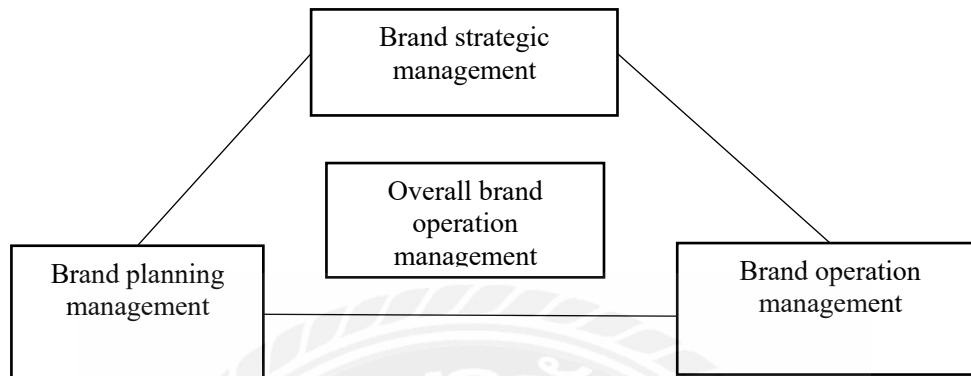 Brand strategic
management
Overall brand
operation
management
Brand planning
management
Brand operation
management